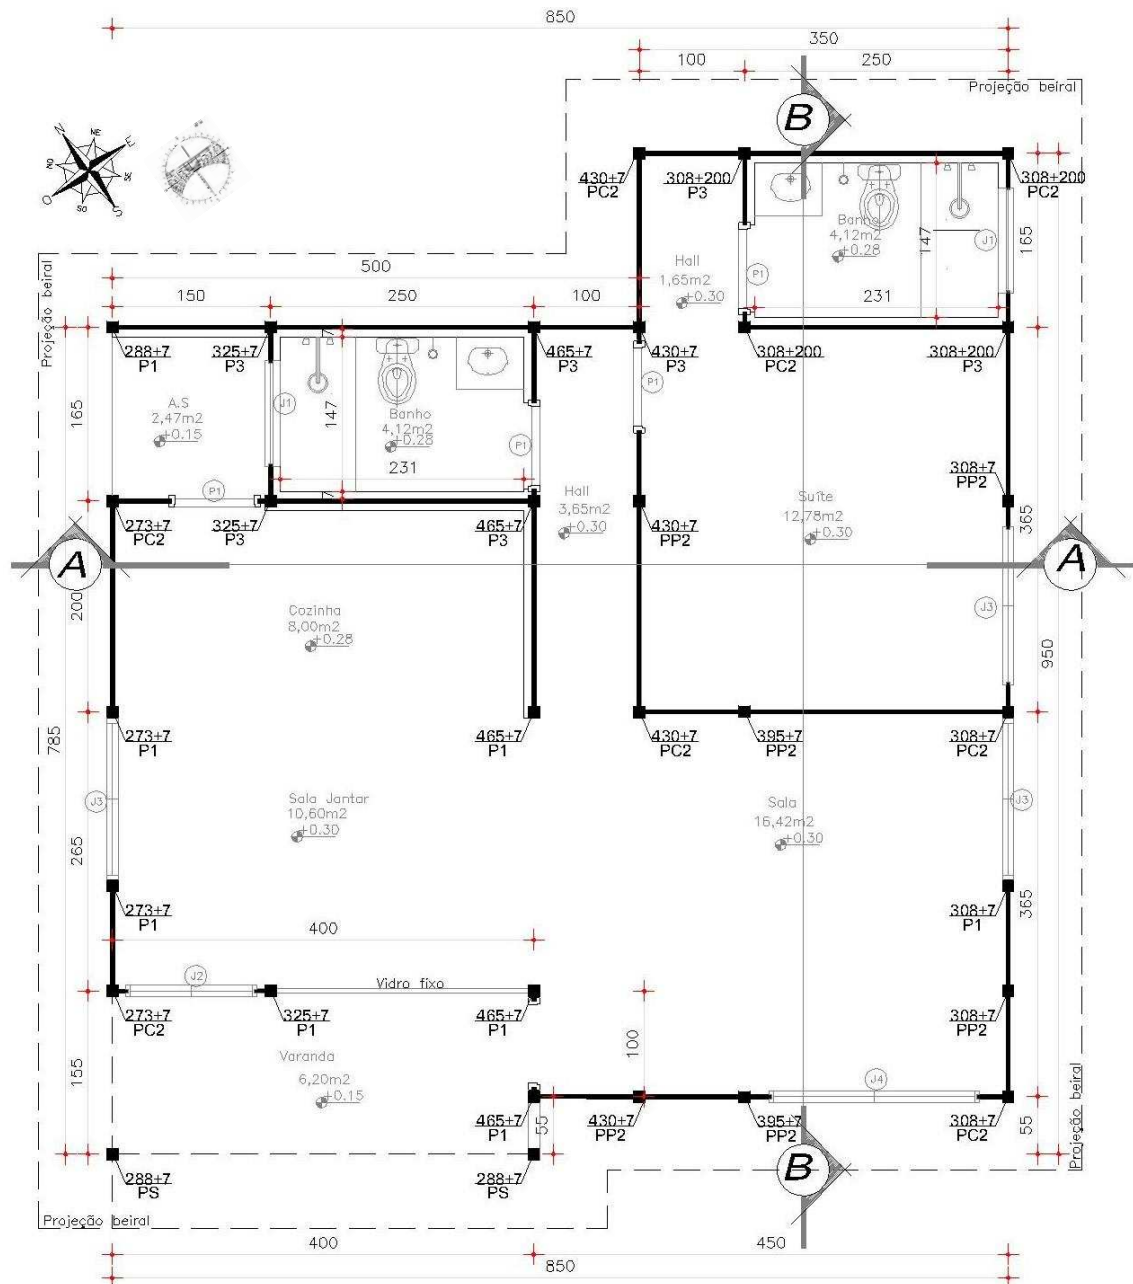 850
350
100
250
Projeção beiral
B
N
NE
E
SE
S
SO
O
NO
430+7
PC2
308+200
P3
308+200
PC2
Banho
4,12m2
+0.28
147
J1
165
Hall
1,65m2
+0.30
P1
231
Projeção beiral
500
150
250
100
288+7
P1
325+7
P3
465+7
P3
430+7
P3
308+200
PC2
308+200
P3
7
165
A.S
2,47m2
+0.15
J1
147
Banho
4,12m2
+0.28
P1
231
P1
7
P1
Hall
3,65m2
+0.30
Suíte
12,78m2
+0.30
308+7
PP2
365
273+7
PC2
325+7
P3
465+7
P3
430+7
PP2
A
A
200
Cozinha
8,00m2
+0.28
J3
950
785
273+7
P1
465+7
P1
430+7
PC2
395+7
PP2
308+7
PC2
J3
Sala Jantar
10,60m2
+0.30
Sala
16,42m2
+0.30
J3
265
273+7
P1
308+7
P1
365
400
J2
Vidro fixo
273+7
PC2
325+7
P1
465+7
P1
308+7
PP2
100
155
Varanda
6,20m2
+0.15
J4
465+7
P1
55
430+7
PP2
395+7
PP2
308+7
PC2
55
Projeção beiral
288+7
PS
288+7
PS
B
Projeção beiral
400
450
850